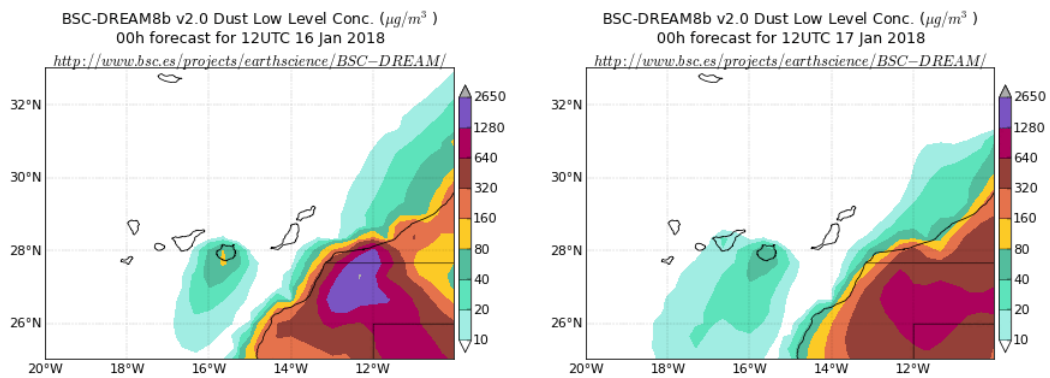 BSC-DREAM8b v2.0 Dust Low Level Conc. (μg/m³ )
00h forecast for 12UTC 16 Jan 2018
http://www.bsc.es/projects/earthscience/BSC−DREAM/
32°N
30°N
28°N
26°N
20°W
18°W
16°W
14°W
12°W
2650
1280
640
320
160
80
40
20
10
BSC-DREAM8b v2.0 Dust Low Level Conc. (μg/m³ )
00h forecast for 12UTC 17 Jan 2018
http://www.bsc.es/projects/earthscience/BSC−DREAM/
32°N
30°N
28°N
26°N
20°W
18°W
16°W
14°W
12°W
2650
1280
640
320
160
80
40
20
10